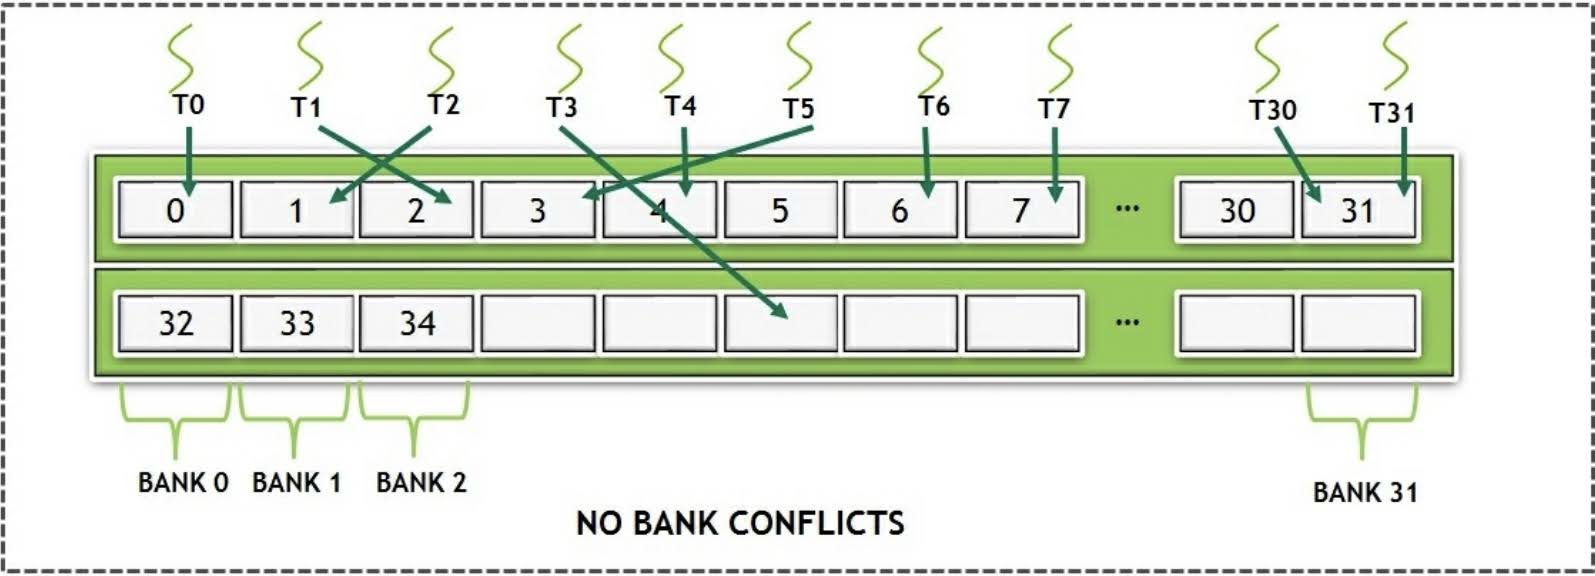 T0 T1 T2 T3 T4 T5 T6 T7 T30 T31
0 1 2 3 4 5 6 7 ... 30 31
32 33 34 ...
BANK 0 BANK 1 BANK 2 BANK 31
NO BANK CONFLICTS